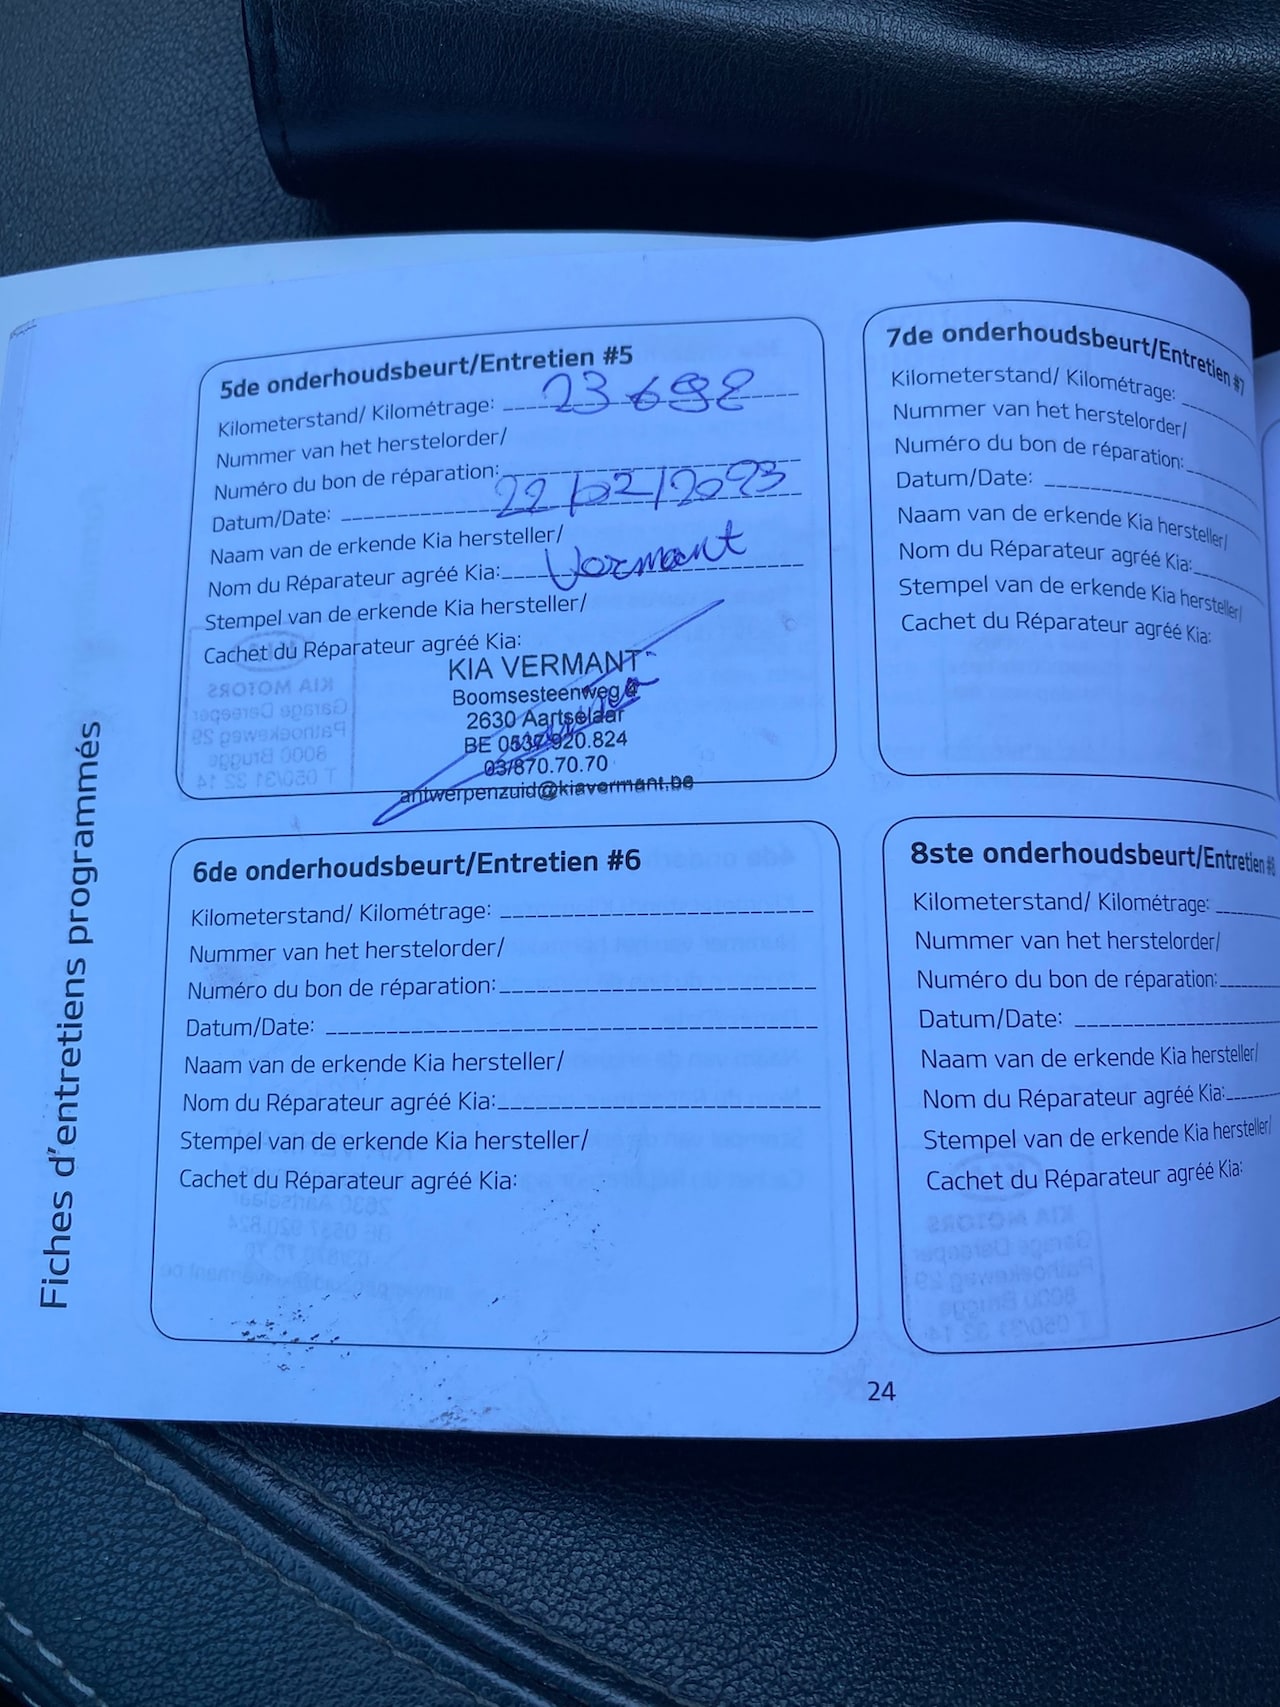 Fiches d'entretiens programmés
5de onderhoudsbeurt/Entretien #5
Kilometerstand/ Kilométrage: 23698
Nummer van het herstelorder/
Numéro du bon de réparation:
Datum/Date: 22/02/2023
Naam van de erkende Kia hersteller/
Nom du Réparateur agréé Kia: Vermant
Stempel van de erkende Kia hersteller/
Cachet du Réparateur agréé Kia:
KIA VERMANT
Boomsesteenweg
2630 Aartselaar
BE 0537.920.824
03/870.70.70
antwerpenzuid@kiavermant.be
6de onderhoudsbeurt/Entretien #6
Kilometerstand/ Kilométrage:
Nummer van het herstelorder/
Numéro du bon de réparation:
Datum/Date:
Naam van de erkende Kia hersteller/
Nom du Réparateur agréé Kia:
Stempel van de erkende Kia hersteller/
Cachet du Réparateur agréé Kia:
7de onderhoudsbeurt/Entretien #7
Kilometerstand/ Kilométrage:
Nummer van het herstelorder/
Numéro du bon de réparation:
Datum/Date:
Naam van de erkende Kia hersteller/
Nom du Réparateur agréé Kia:
Stempel van de erkende Kia hersteller/
Cachet du Réparateur agréé Kia:
8ste onderhoudsbeurt/Entretien #8
Kilometerstand/ Kilométrage:
Nummer van het herstelorder/
Numéro du bon de réparation:
Datum/Date:
Naam van de erkende Kia hersteller/
Nom du Réparateur agréé Kia:
Stempel van de erkende Kia hersteller/
Cachet du Réparateur agréé Kia:
24